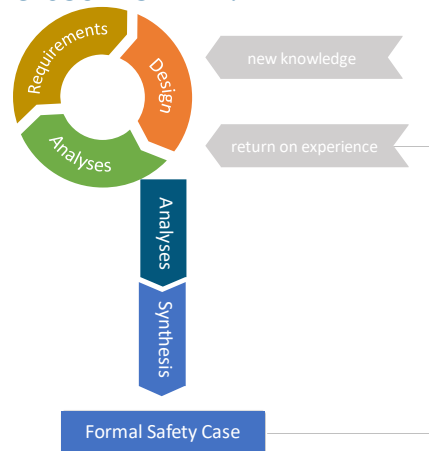 Requirements
Design
Analyses
new knowledge
return on experience
Analyses
Synthesis
Formal Safety Case